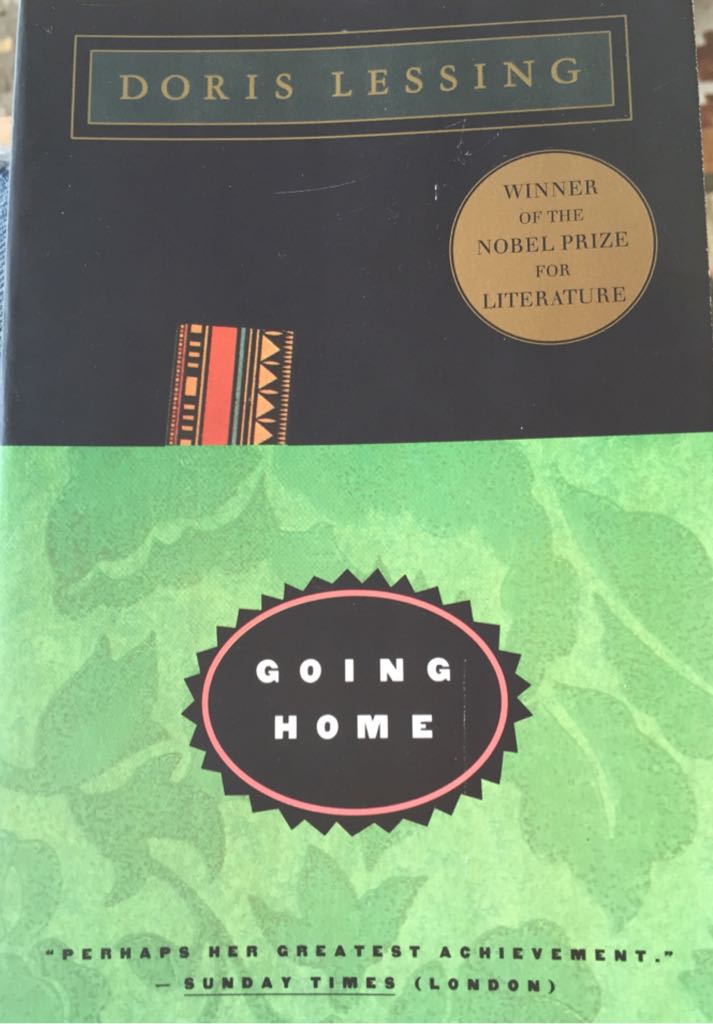 DORIS LESSING
WINNER
OF THE
NOBEL PRIZE
FOR
LITERATURE
GOING
HOME
"PERHAPS HER GREATEST ACHIEVEMENT."
— SUNDAY TIMES (LONDON)